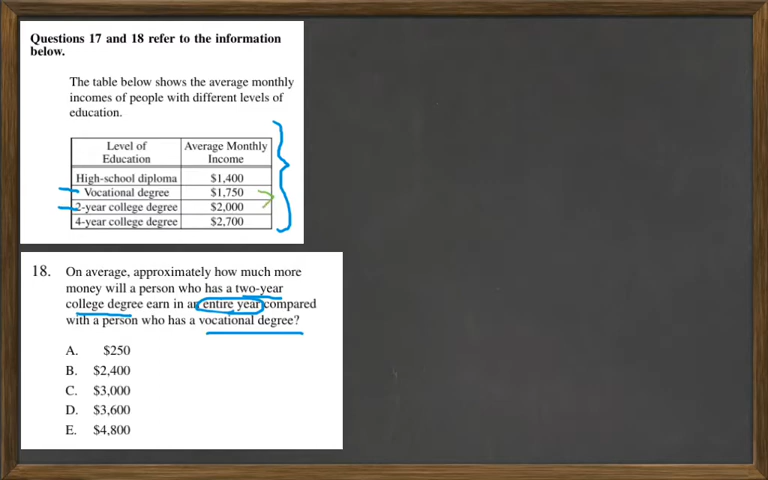 Questions 17 and 18 refer to the information
below.
The table below shows the average monthly
incomes of people with different levels of
education.
Level of Education Average Monthly Income
High-school diploma $1,400
Vocational degree $1,750
2-year college degree $2,000
4-year college degree $2,700
18. On average, approximately how much more
money will a person who has a two-year
college degree earn in an entire year compared
with a person who has a vocational degree?
A. $250
B. $2,400
C. $3,000
D. $3,600
E. $4,800